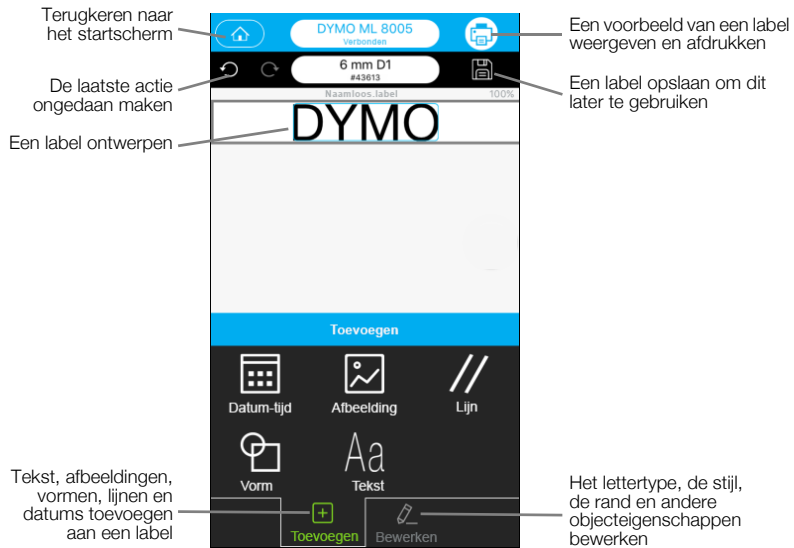 Terugkeren naar
het startscherm
De laatste actie
ongedaan maken
Een label ontwerpen
Tekst, afbeeldingen,
vormen, lijnen en
datums toevoegen
aan een label
DYMO ML 8005
Verbonden
6 mm D1
#43613
Naamloos.label 100%
DYMO
Toevoegen
Datum-tijd Afbeelding Lijn
Aa
Vorm Tekst
Toevoegen Bewerken
Een voorbeeld van een label
weergeven en afdrukken
Een label opslaan om dit
later te gebruiken
Het lettertype, de stijl,
de rand en andere
objecteigenschappen
bewerken